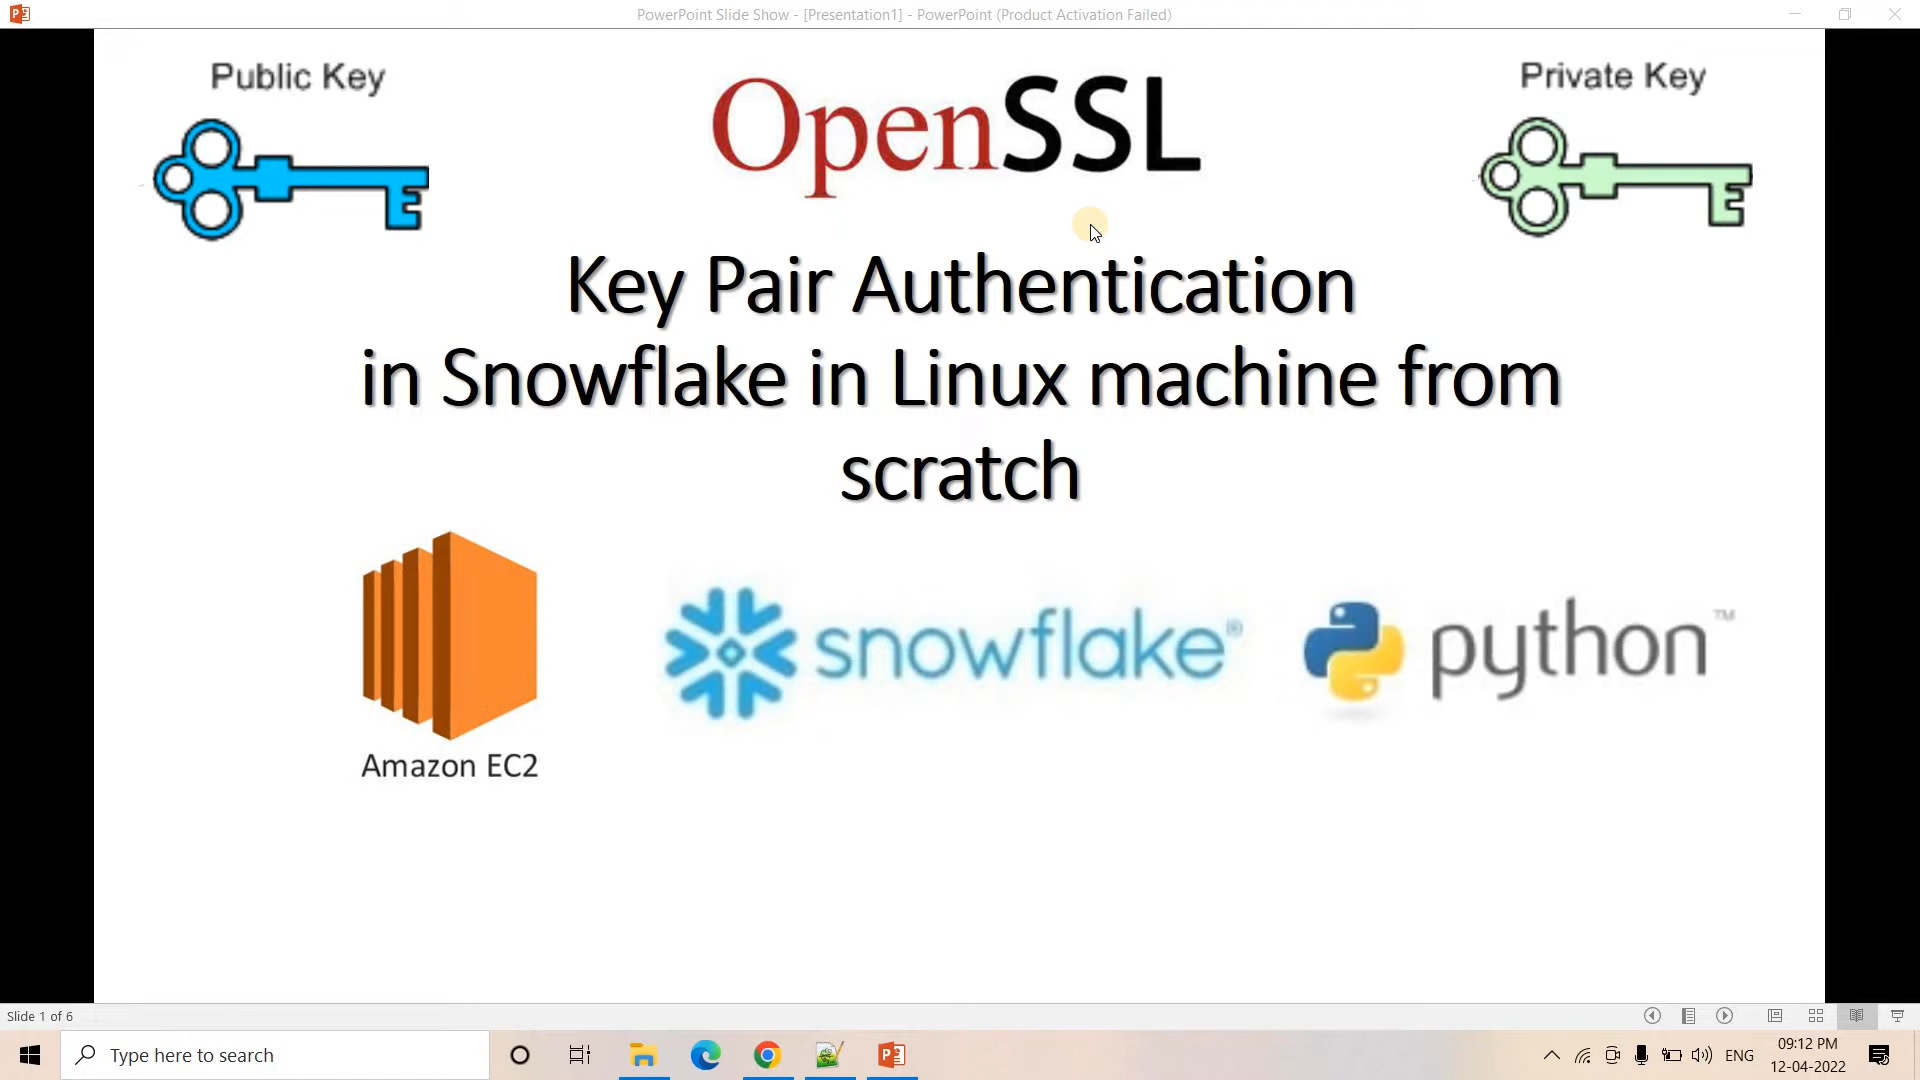 PowerPoint Slide Show - [Presentation1] - PowerPoint (Product Activation Failed)
Public Key
OpenSSL
Private Key
Key Pair Authentication
in Snowflake in Linux machine from
scratch
snowflake®
python™
Amazon EC2
Slide 1 of 6
Type here to search
ENG
09:12 PM
12-04-2022